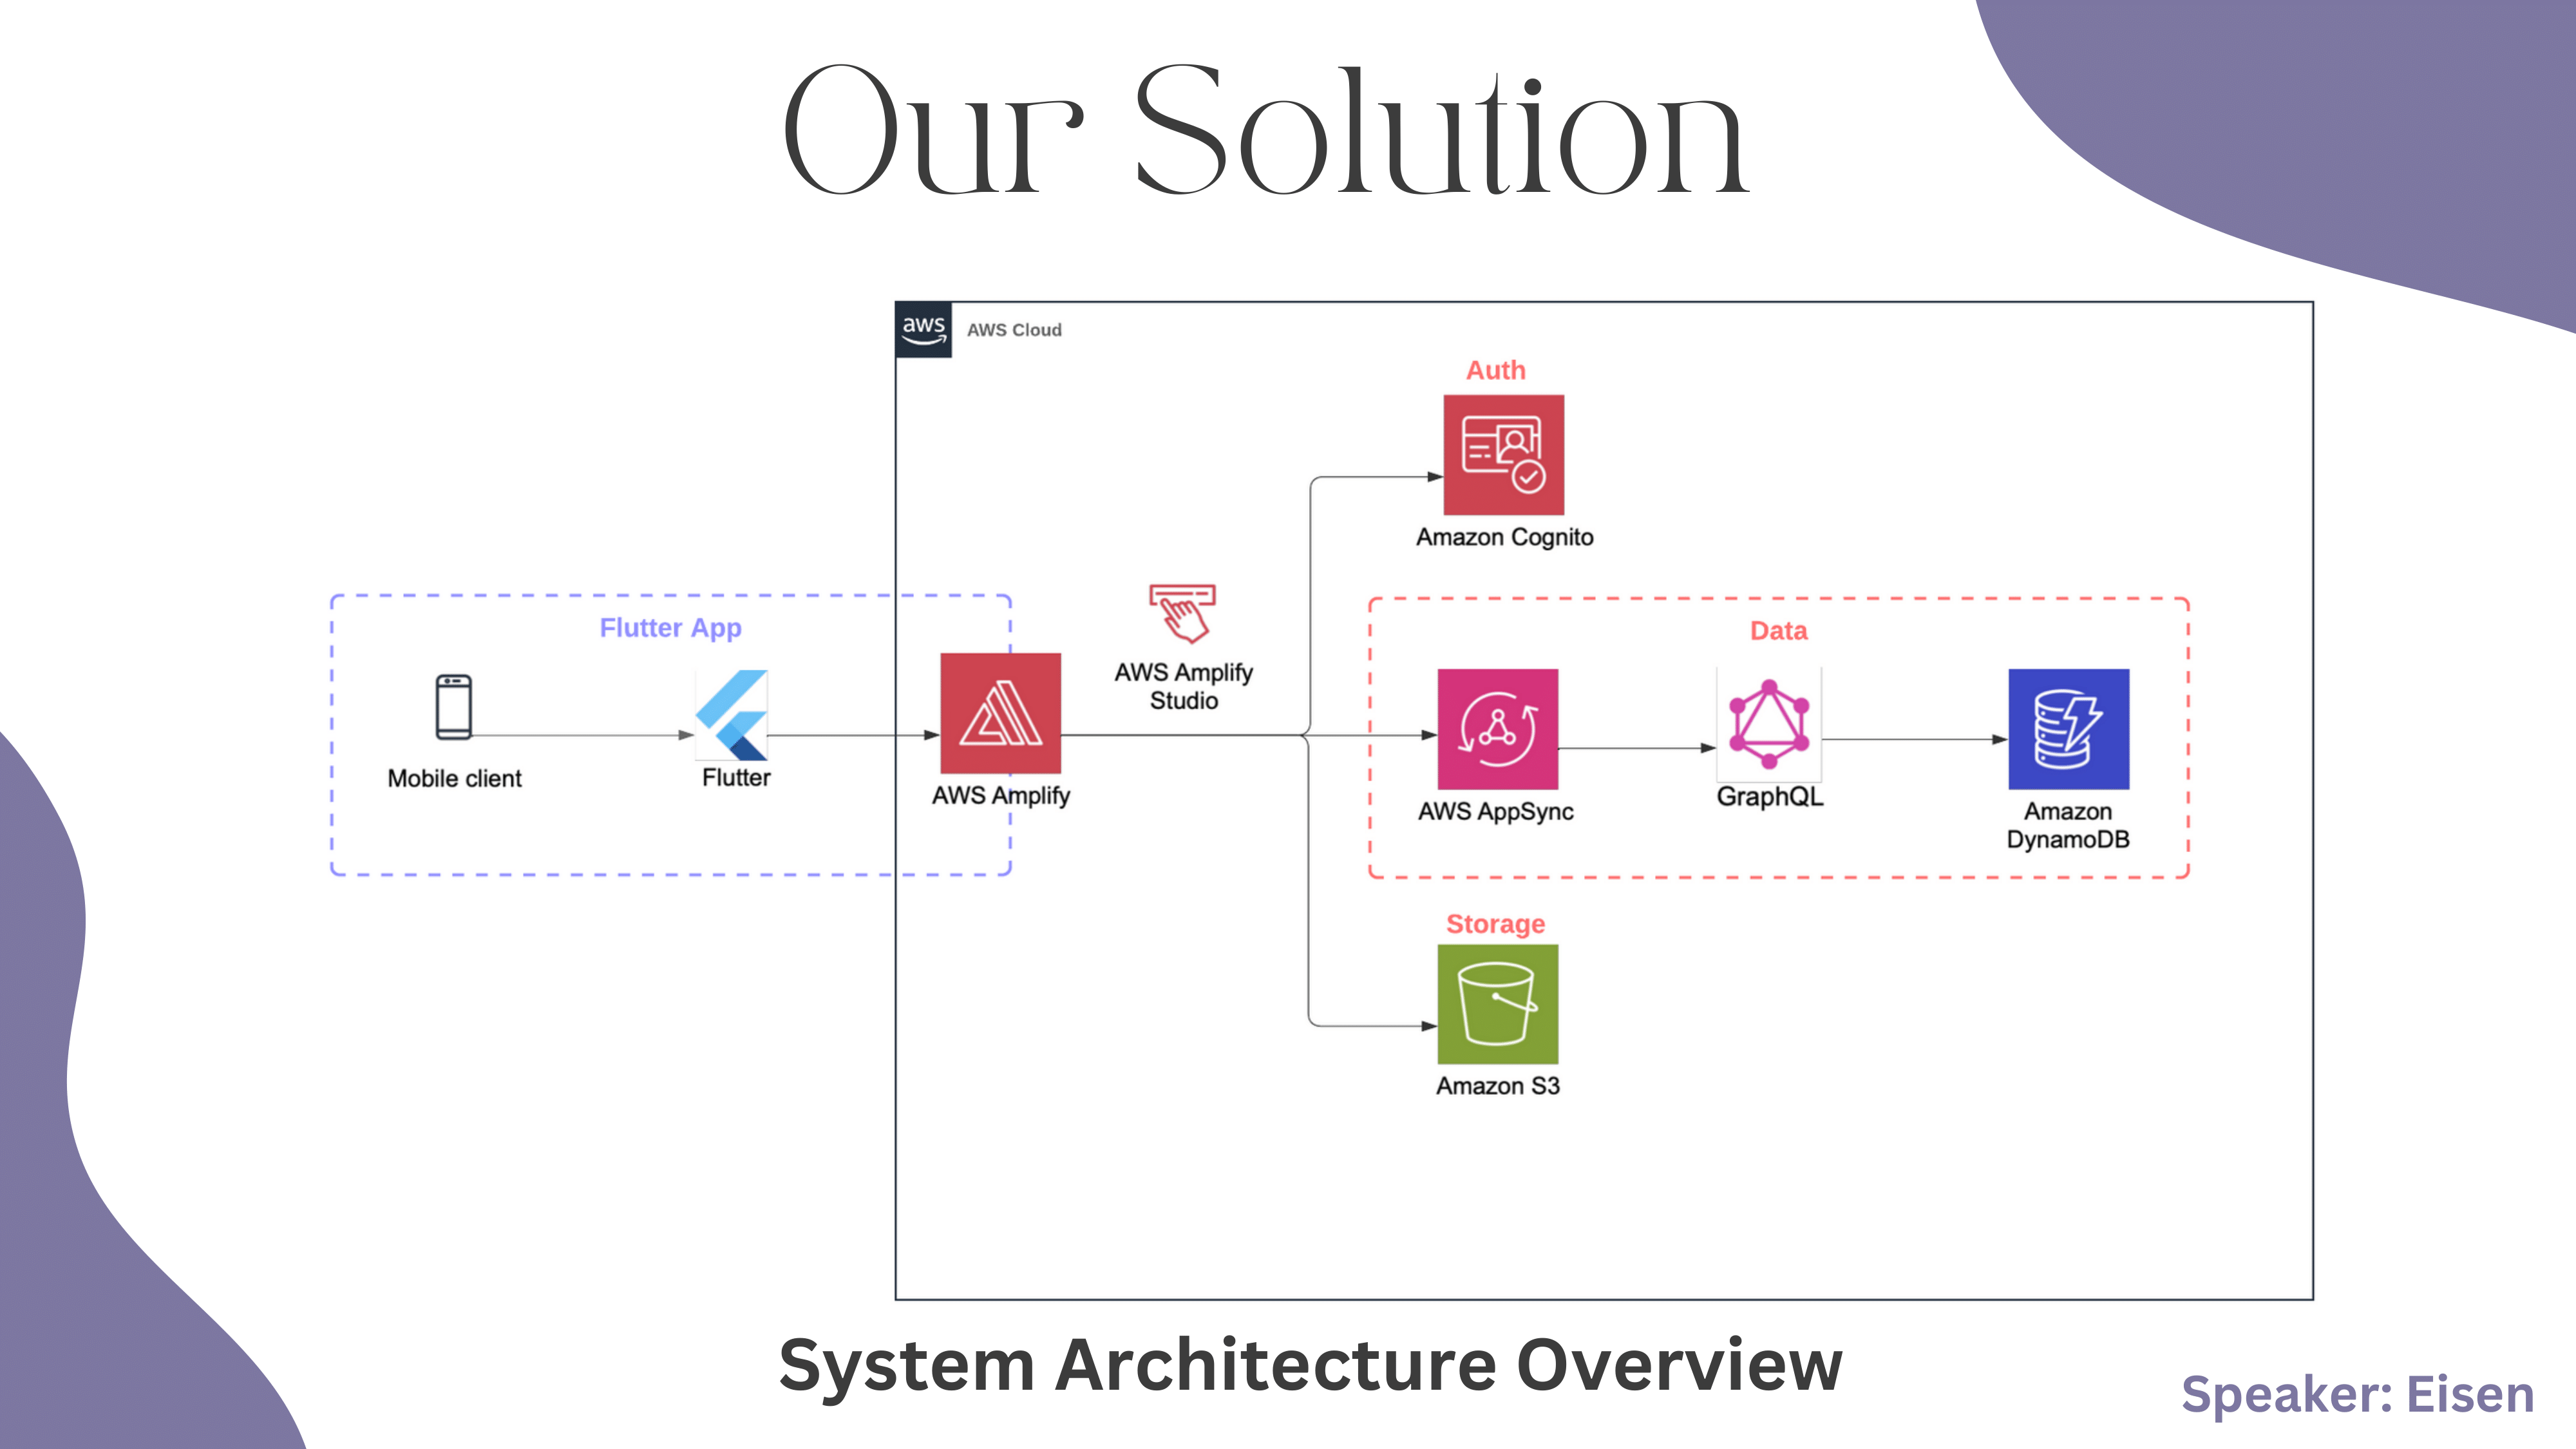 Our Solution
aws
AWS Cloud
Auth
Amazon Cognito
Flutter App
Mobile client
Flutter
AWS Amplify
AWS Amplify
Studio
Data
AWS AppSync
GraphQL
Amazon
DynamoDB
Storage
Amazon S3
System Architecture Overview
Speaker: Eisen